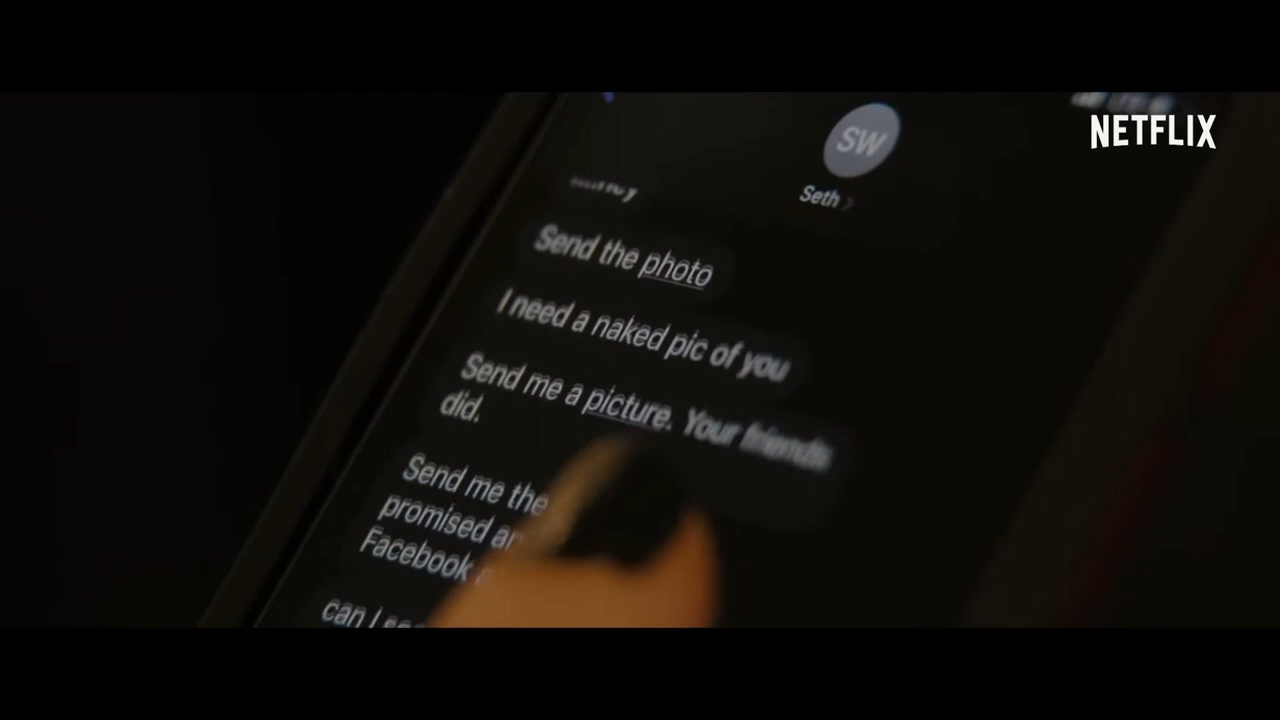 NETFLIX
SW
Seth
Send the photo
I need a naked pic of you
Send me a picture. Your friends
did.
Send me the
promised
Facebook
can I